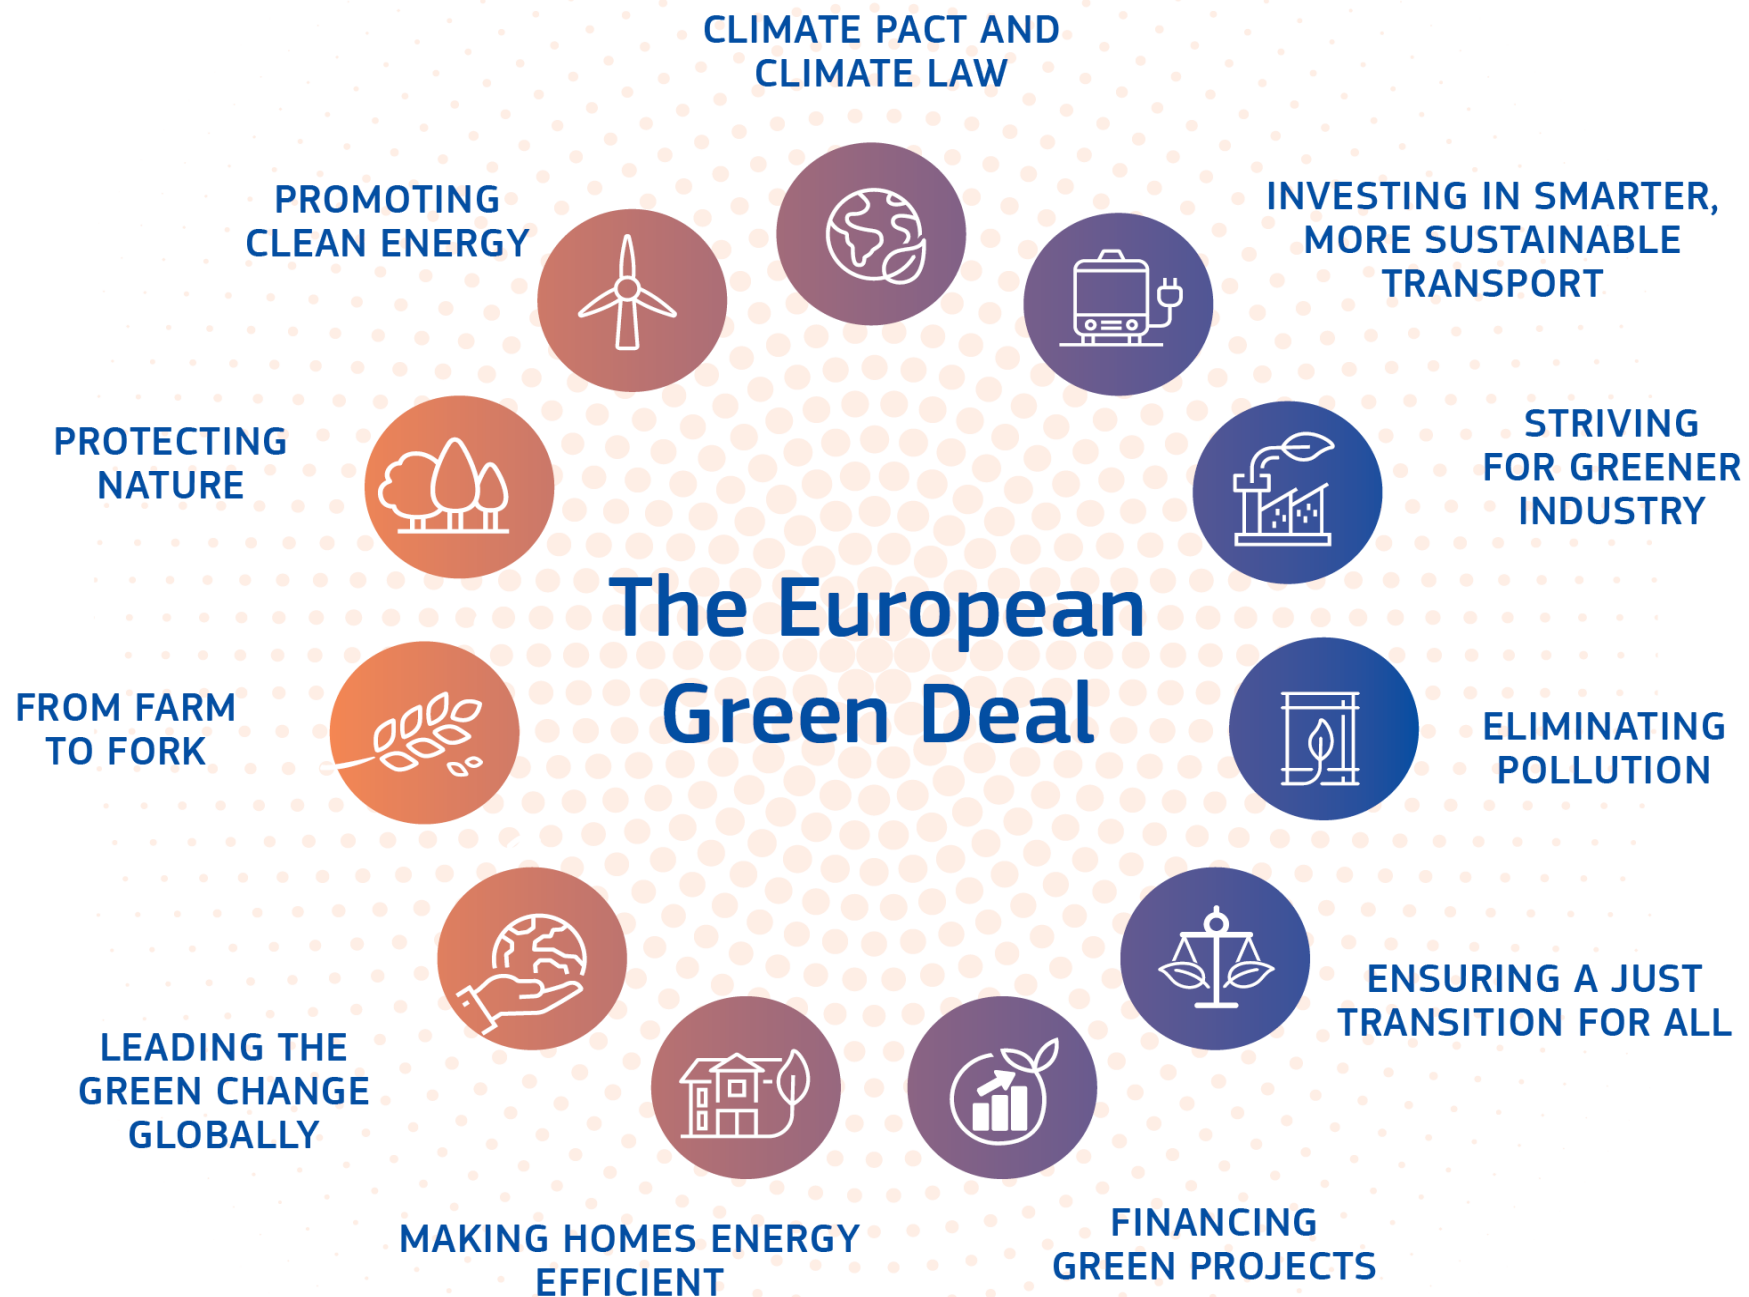 CLIMATE PACT AND
CLIMATE LAW
PROMOTING
CLEAN ENERGY
INVESTING IN SMARTER,
MORE SUSTAINABLE
TRANSPORT
PROTECTING
NATURE
STRIVING
FOR GREENER
INDUSTRY
The European
Green Deal
FROM FARM
TO FORK
ELIMINATING
POLLUTION
LEADING THE
GREEN CHANGE
GLOBALLY
ENSURING A JUST
TRANSITION FOR ALL
MAKING HOMES ENERGY
EFFICIENT
FINANCING
GREEN PROJECTS